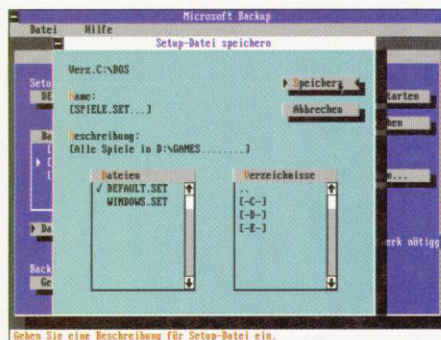 Microsoft Backup
Datei Hilfe
Setup-Datei speichern
Verz.C:\DOS
Speichern
Name:
[SPIELE.SET...]
Abbrechen
Beschreibung:
[Alle Spiele in D:\GAMES........]
Dateien
Verzeichnisse
√ DEFAULT.SET
WINDOWS.SET
..
[-C-]
[-D-]
[-E-]
Setu
DE
tarten
ben
Ba
n...
Da
erk nötig
Back
Ge
Geben Sie eine Beschreibung für Setup-Datei ein.